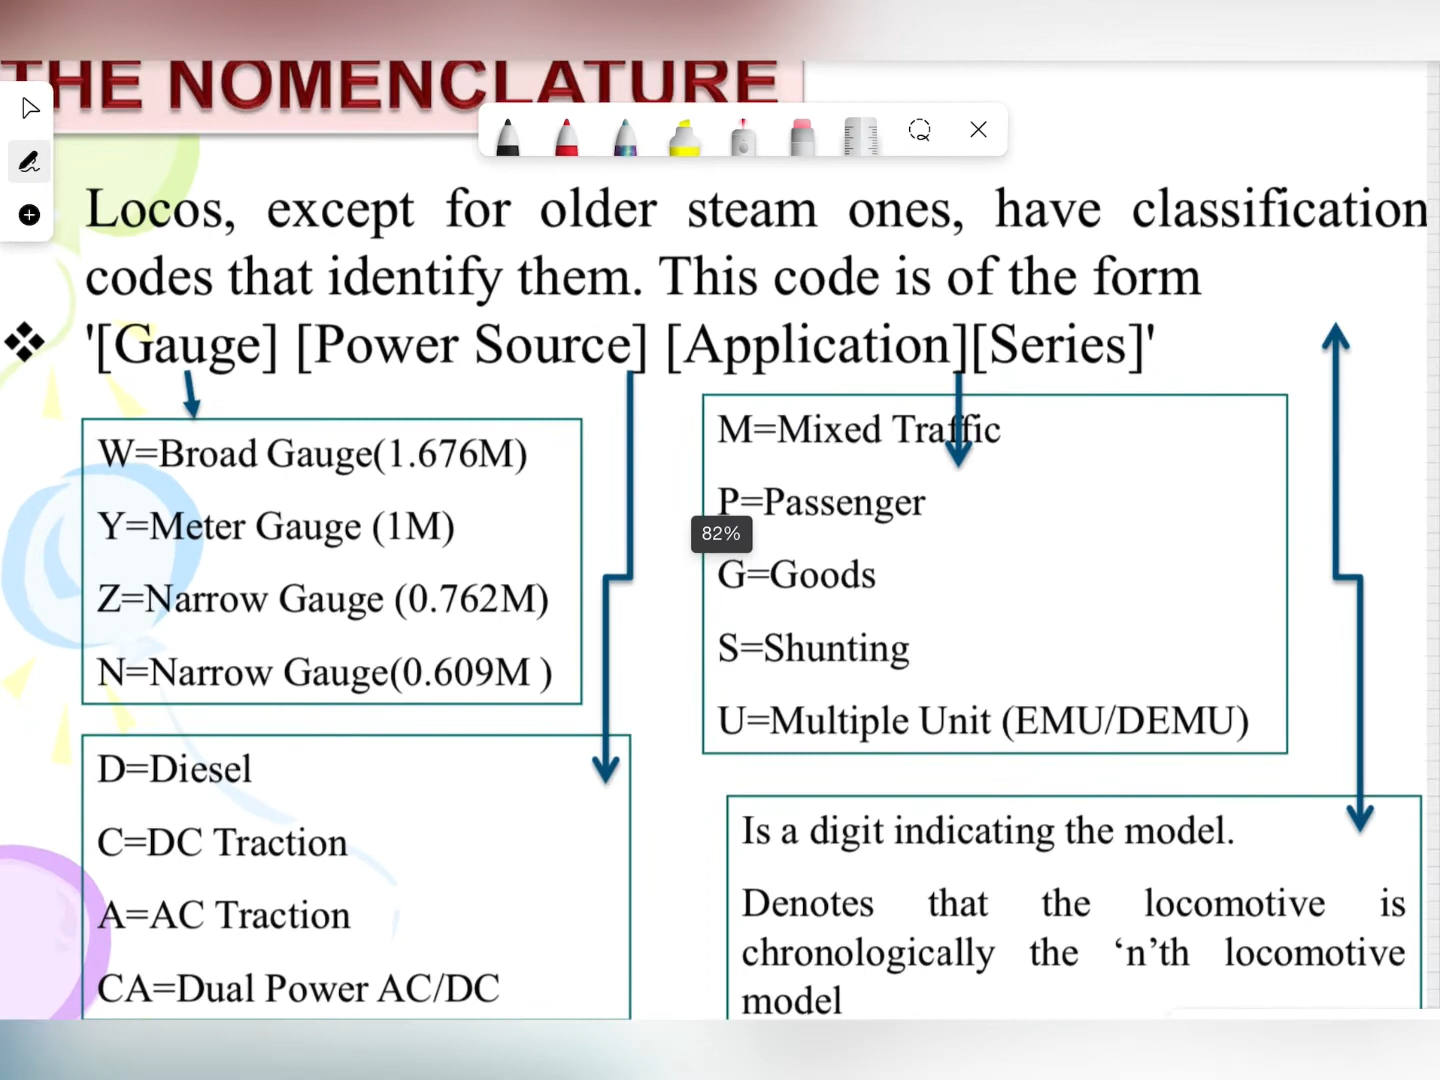 THE NOMENCLATURE
Locos, except for older steam ones, have classification
codes that identify them. This code is of the form
'[Gauge] [Power Source] [Application][Series]'
W=Broad Gauge(1.676M)
Y=Meter Gauge (1M)
Z=Narrow Gauge (0.762M)
N=Narrow Gauge(0.609M )
D=Diesel
C=DC Traction
A=AC Traction
CA=Dual Power AC/DC
M=Mixed Traffic
P=Passenger
82%
G=Goods
S=Shunting
U=Multiple Unit (EMU/DEMU)
Is a digit indicating the model.
Denotes that the locomotive is
chronologically the ‘n’th locomotive
model